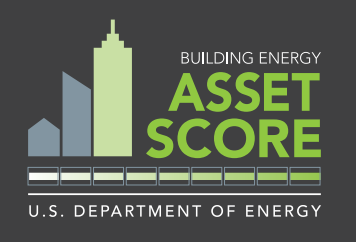 BUILDING ENERGY
ASSET
SCORE
U.S. DEPARTMENT OF ENERGY